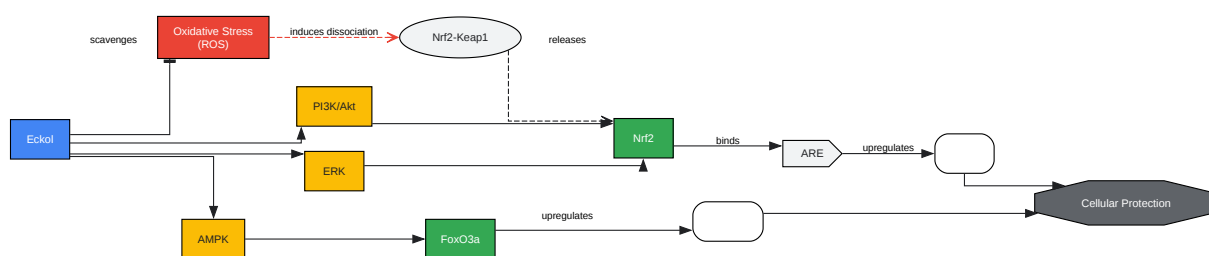 scavenges
Oxidative Stress
(ROS)
induces dissociation
Nrf2-Keap1
releases
PI3K/Akt
Eckol
Nrf2
binds
ARE
upregulates
ERK
Cellular Protection
upregulates
AMPK
FoxO3a